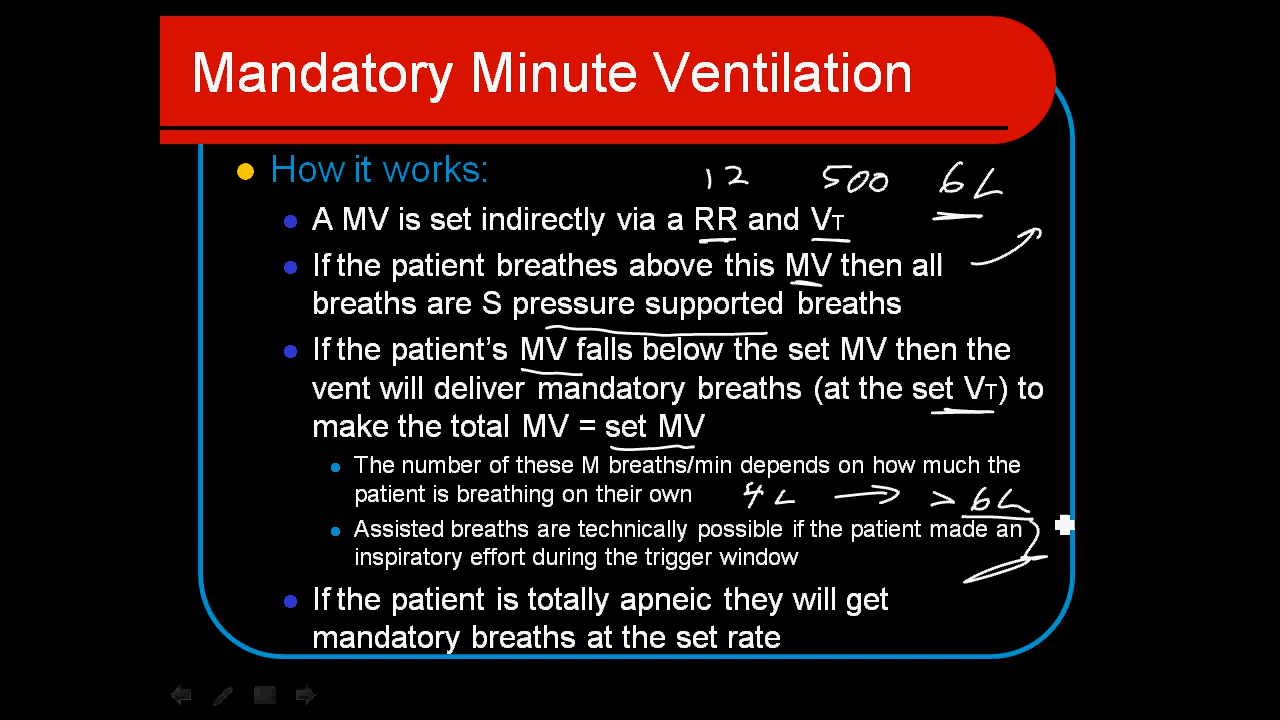 Mandatory Minute Ventilation
How it works:
12 500 6L
A MV is set indirectly via a RR and VT
If the patient breathes above this MV then all
breaths are S pressure supported breaths
If the patient's MV falls below the set MV then the
vent will deliver mandatory breaths (at the set VT) to
make the total MV = set MV
The number of these M breaths/min depends on how much the
patient is breathing on their own
4L → > 6L
Assisted breaths are technically possible if the patient made an
inspiratory effort during the trigger window
If the patient is totally apneic they will get
mandatory breaths at the set rate